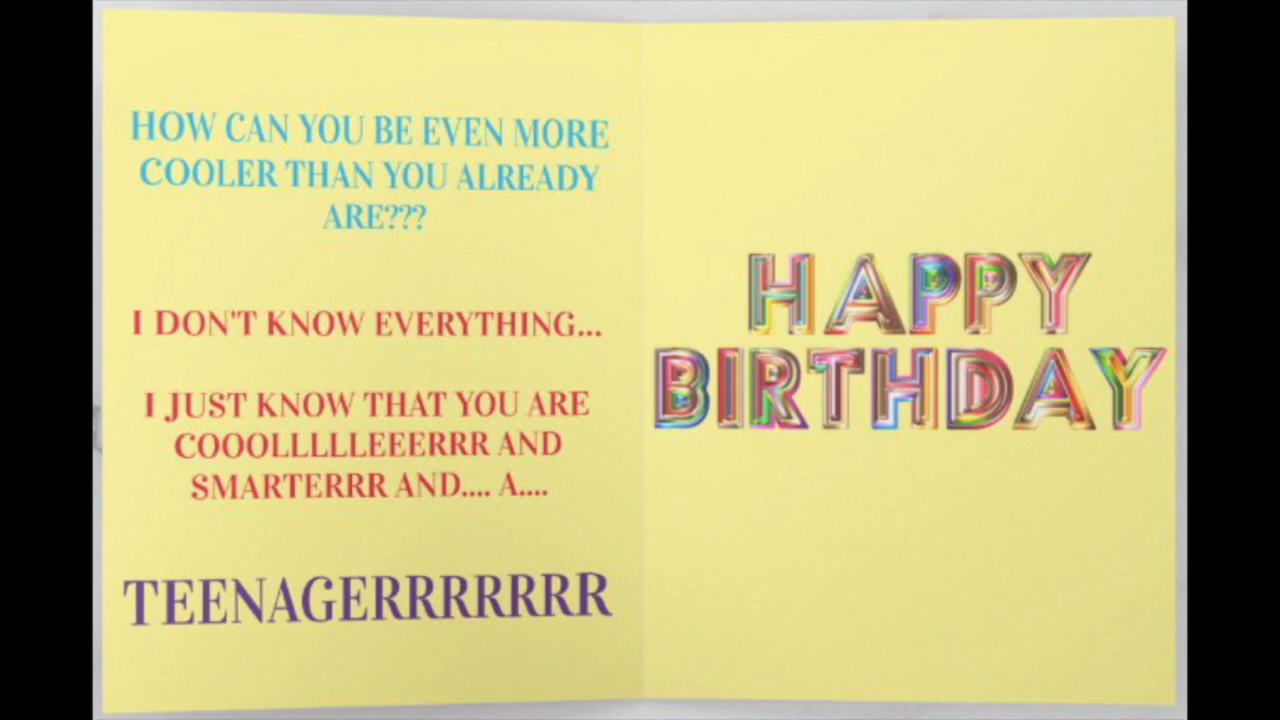 HOW CAN YOU BE EVEN MORE
COOLER THAN YOU ALREADY
ARE???
I DON'T KNOW EVERYTHING...
I JUST KNOW THAT YOU ARE
COOOLLLLLEEERRR AND
SMARTERRR AND.... A....
TEENAGERRRRRRR
HAPPY
BIRTHDAY